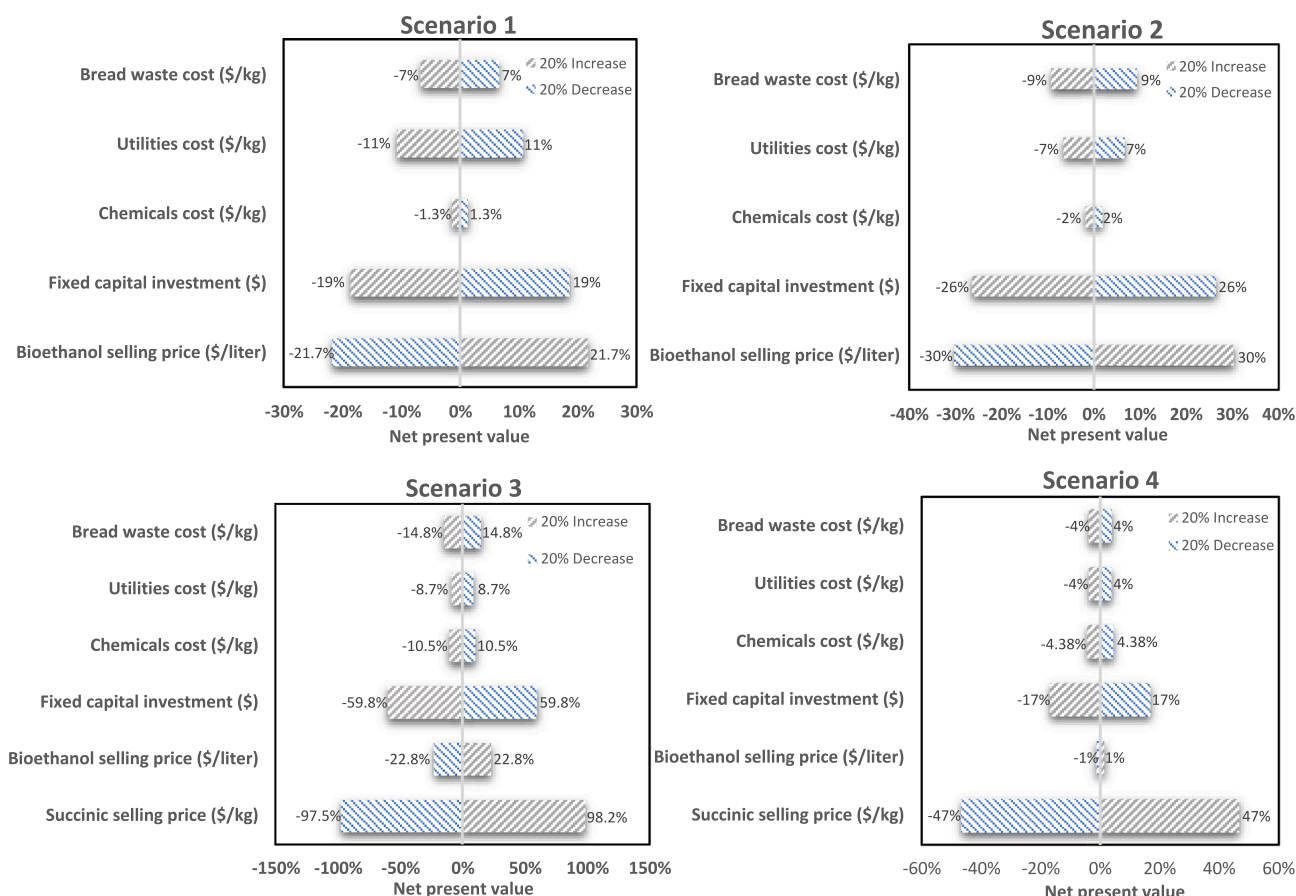 Scenario 1
20% Increase
20% Decrease
Bread waste cost ($/kg)
-7%
7%
Utilities cost ($/kg)
-11%
11%
Chemicals cost ($/kg)
-1.3%
1.3%
Fixed capital investment ($)
-19%
19%
Bioethanol selling price ($/liter)
-21.7%
21.7%
-30% -20% -10% 0% 10% 20% 30%
Net present value
Scenario 2
20% Increase
20% Decrease
Bread waste cost ($/kg)
-9%
9%
Utilities cost ($/kg)
-7%
7%
Chemicals cost ($/kg)
-2%
2%
Fixed capital investment ($)
-26%
26%
Bioethanol selling price ($/liter)
-30%
30%
-40% -30% -20% -10% 0% 10% 20% 30% 40%
Net present value
Scenario 3
20% Increase
20% Decrease
Bread waste cost ($/kg)
-14.8%
14.8%
Utilities cost ($/kg)
-8.7%
8.7%
Chemicals cost ($/kg)
-10.5%
10.5%
Fixed capital investment ($)
-59.8%
59.8%
Bioethanol selling price ($/liter)
-22.8%
22.8%
Succinic selling price ($/kg)
-97.5%
98.2%
-150% -100% -50% 0% 50% 100% 150%
Net present value
Scenario 4
20% Increase
20% Decrease
Bread waste cost ($/kg)
-4%
4%
Utilities cost ($/kg)
-4%
4%
Chemicals cost ($/kg)
-4.38%
4.38%
Fixed capital investment ($)
-17%
17%
Bioethanol selling price ($/liter)
-1%
1%
Succinic selling price ($/kg)
-47%
47%
-60% -40% -20% 0% 20% 40% 60%
Net present value